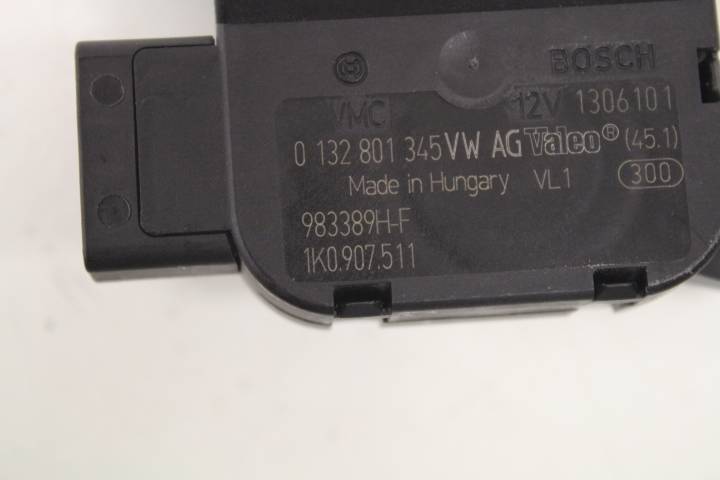 BOSCH
VMC 12V 1306101
0 132 801 345 VW AG Valeo® (45.1)
Made in Hungary VL1 300
983389H-F
1K0.907.511